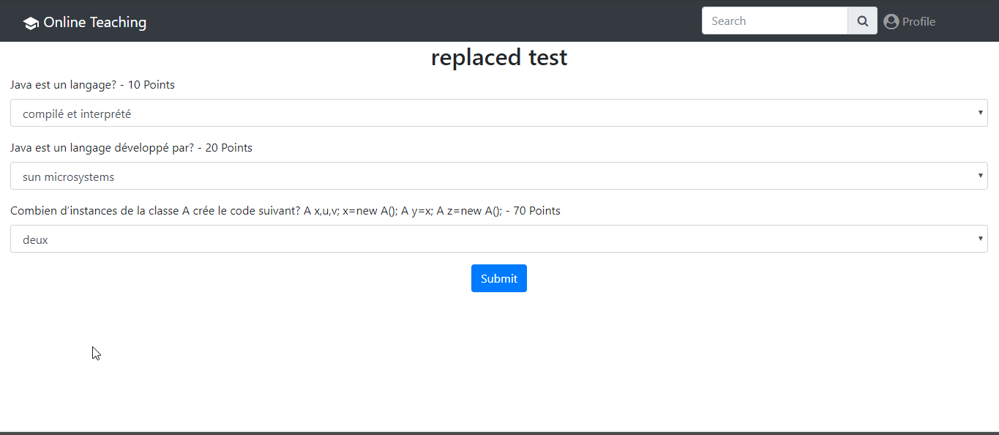 Online Teaching
Search
Profile
replaced test
Java est un langage? - 10 Points
compilé et interprété
Java est un langage développé par? - 20 Points
sun microsystems
Combien d'instances de la classe A crée le code suivant? A x,u,v; x=new A(); A y=x; A z=new A(); - 70 Points
deux
Submit